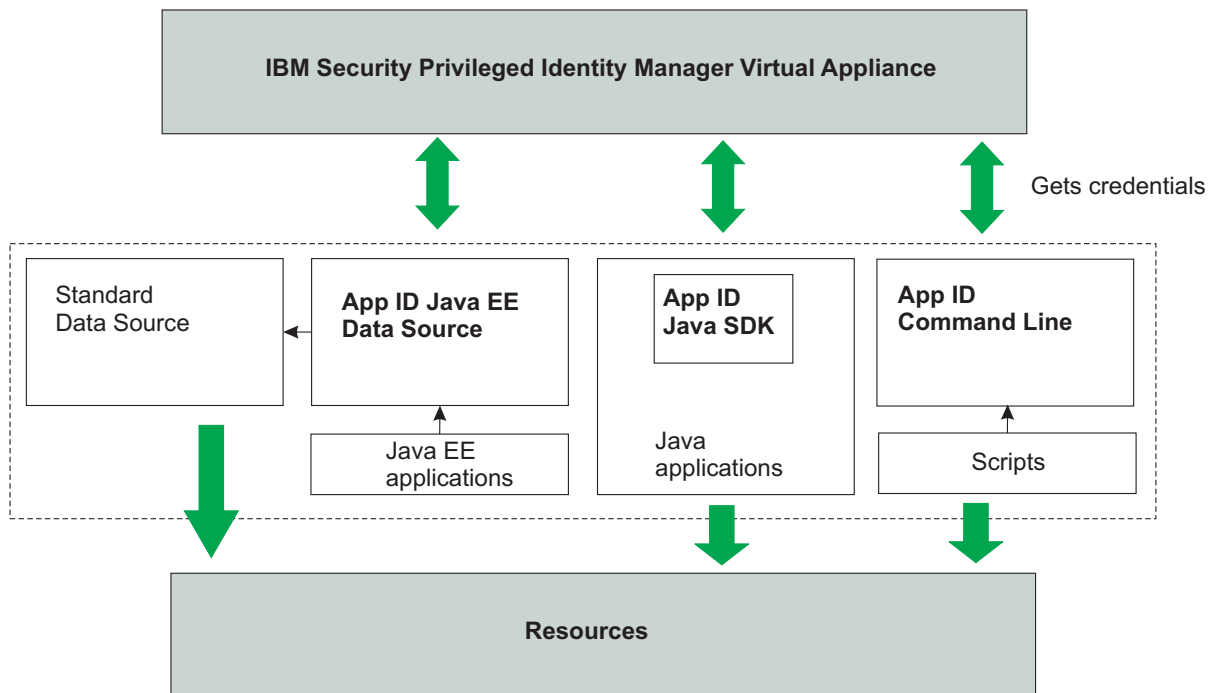 IBM Security Privileged Identity Manager Virtual Appliance
Gets credentials
Standard
Data Source
App ID Java EE
Data Source
App ID
Java SDK
App ID
Command Line
Java EE
applications
Java
applications
Scripts
Resources